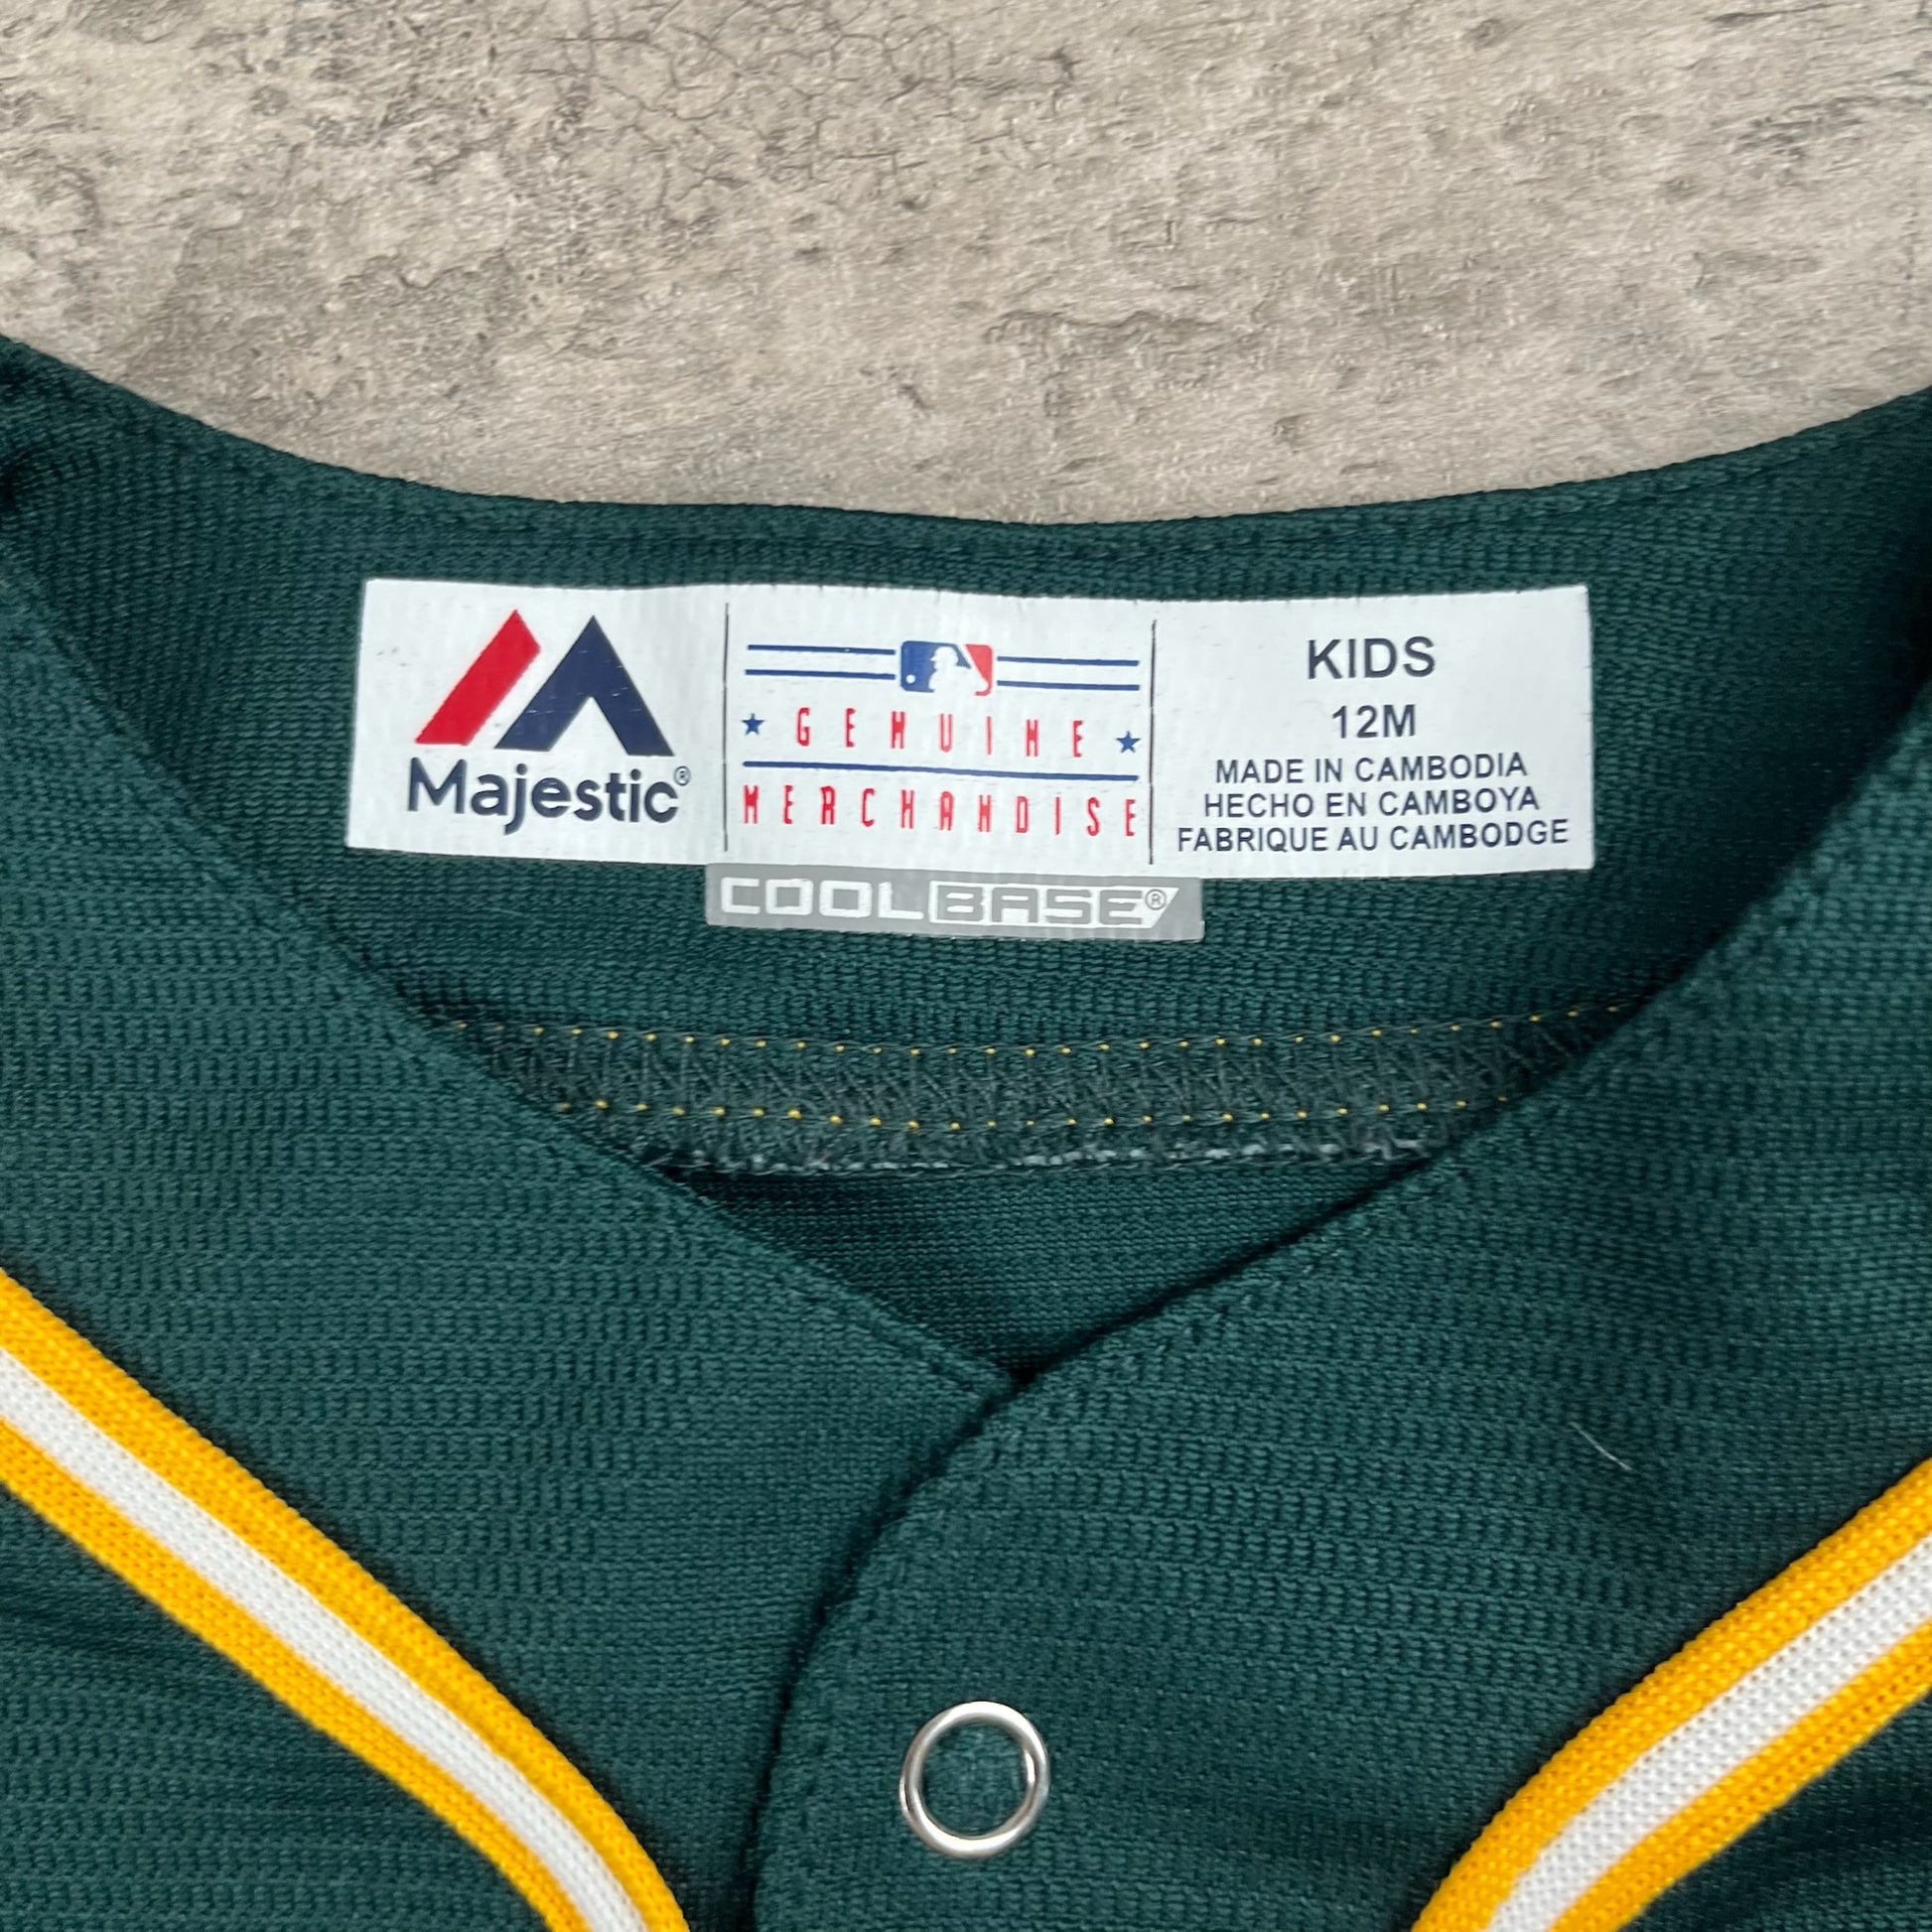 Majestic®
GENUINE
MERCHANDISE
KIDS
12M
MADE IN CAMBODIA
HECHO EN CAMBOYA
FABRIQUE AU CAMBODGE
COOLBASE®